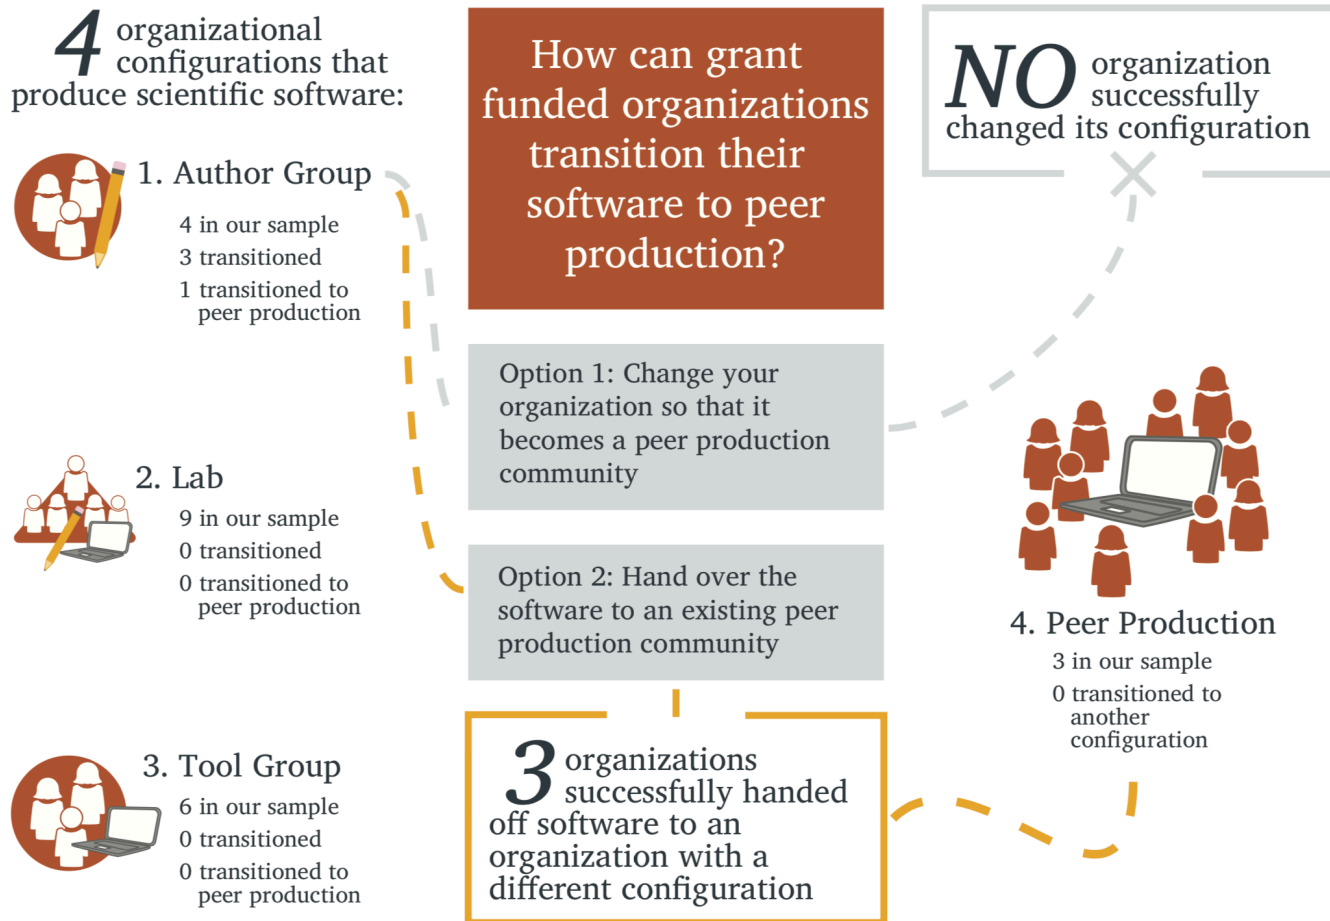 4 organizational
configurations that
produce scientific software:
1. Author Group
4 in our sample
3 transitioned
1 transitioned to
peer production
2. Lab
9 in our sample
0 transitioned
0 transitioned to
peer production
3. Tool Group
6 in our sample
0 transitioned
0 transitioned to
peer production
How can grant
funded organizations
transition their
software to peer
production?
Option 1: Change your
organization so that it
becomes a peer production
community
Option 2: Hand over the
software to an existing peer
production community
3 organizations
successfully handed
off software to an
organization with a
different configuration
NO organization
successfully
changed its configuration
4. Peer Production
3 in our sample
0 transitioned to
another
configuration